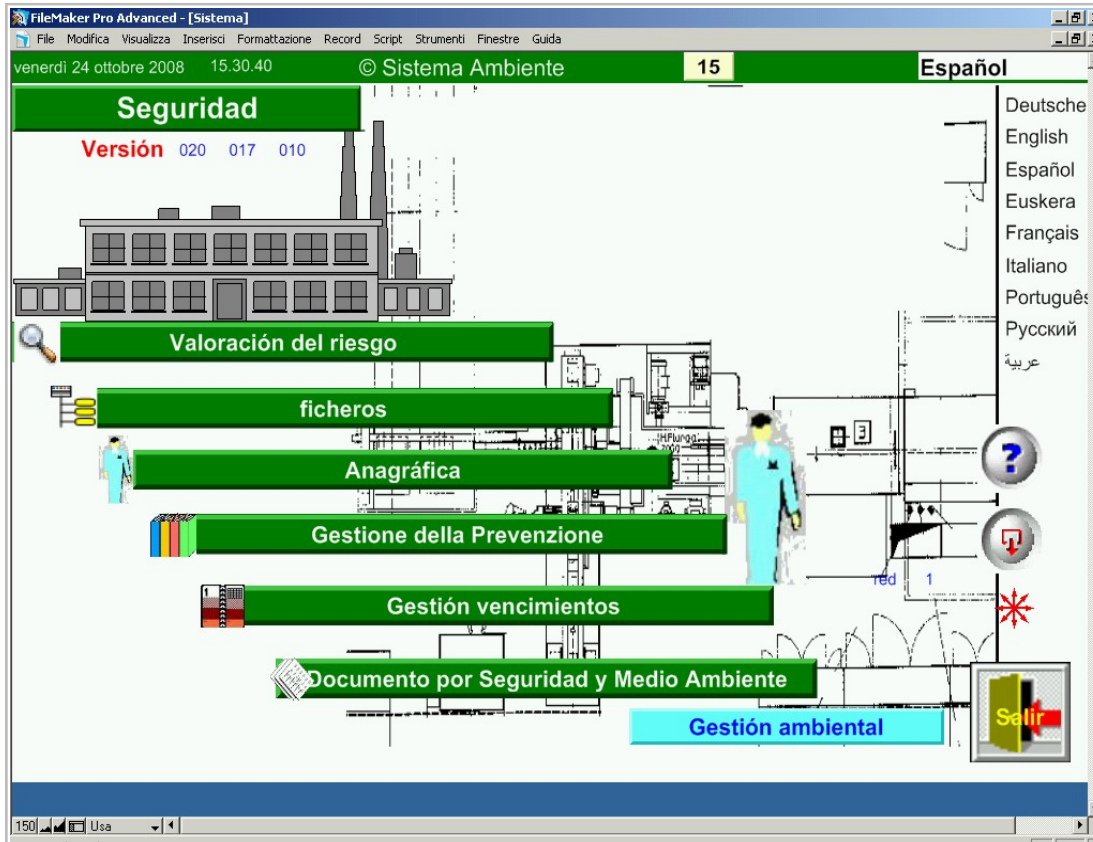 FileMaker Pro Advanced - [Sistema]
File Modifica Visualizza Inserisci Formattazione Record Script Strumenti Finestre Guida
venerdì 24 ottobre 2008 15.30.40 © Sistema Ambiente 15 Español
Seguridad
Versión 020 017 010
Deutsche
English
Español
Euskera
Français
Italiano
Português
Русский
عربية
Valoración del riesgo
ficheros
Anagráfica
3
Gestione della Prevenzione
red 1
Gestión vencimientos
Documento por Seguridad y Medio Ambiente
Gestión ambiental
Salir
150 Usa